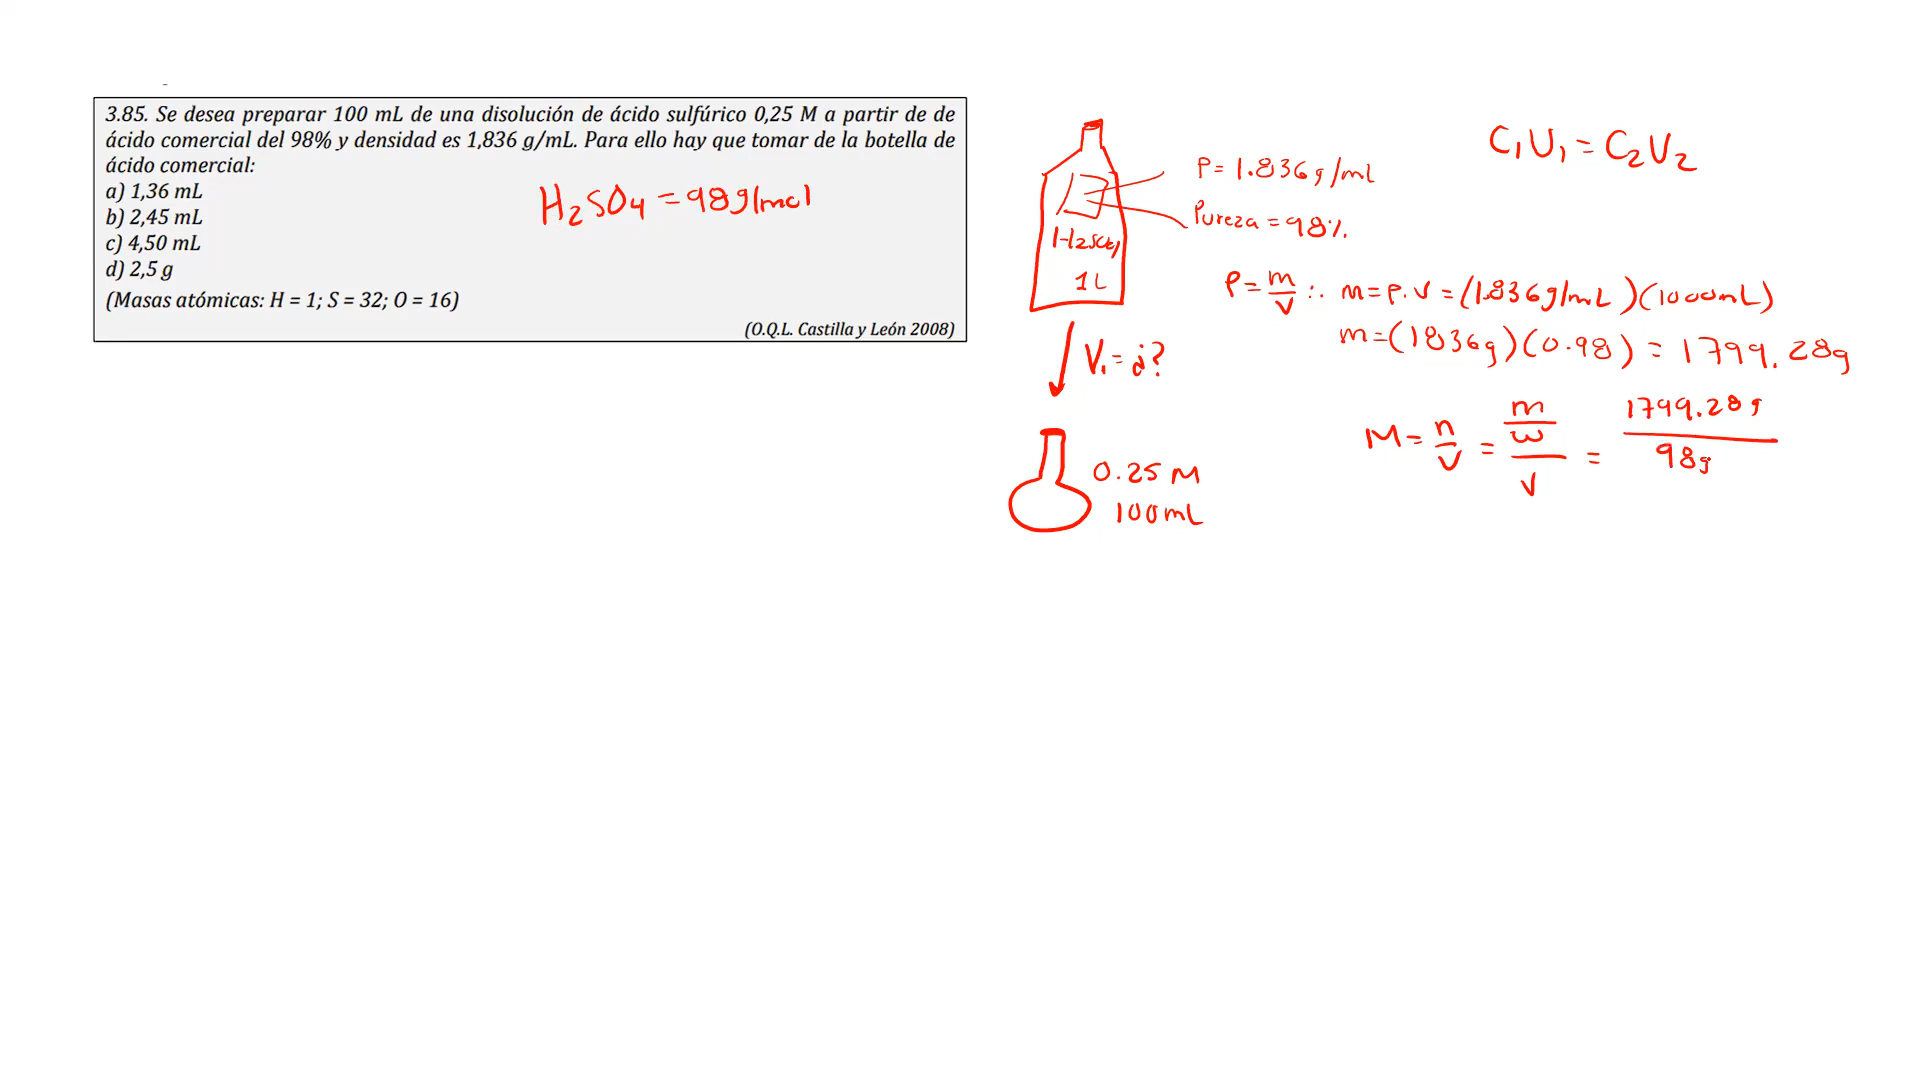 3.85. Se desea preparar 100 mL de una disolución de ácido sulfúrico 0,25 M a partir de de
ácido comercial del 98% y densidad es 1,836 g/mL. Para ello hay que tomar de la botella de
ácido comercial:
a) 1,36 mL
b) 2,45 mL
c) 4,50 mL
d) 2,5 g
(Masas atómicas: H = 1; S = 32; O = 16)
(O.Q.L. Castilla y León 2008)
H₂SO₄ = 98g/mol
ρ = 1.836g/mL
Pureza = 98%
H₂SO₄
1L
V₁ = ¿?
0.25 M
100mL
C₁V₁ = C₂V₂
ρ = m/V ∴ m = ρ.V = (1.836g/mL)(1000mL)
m = (1836g)(0.98) = 1799.28g
M = n/V = (m/w)/V = 1799.28g/98g